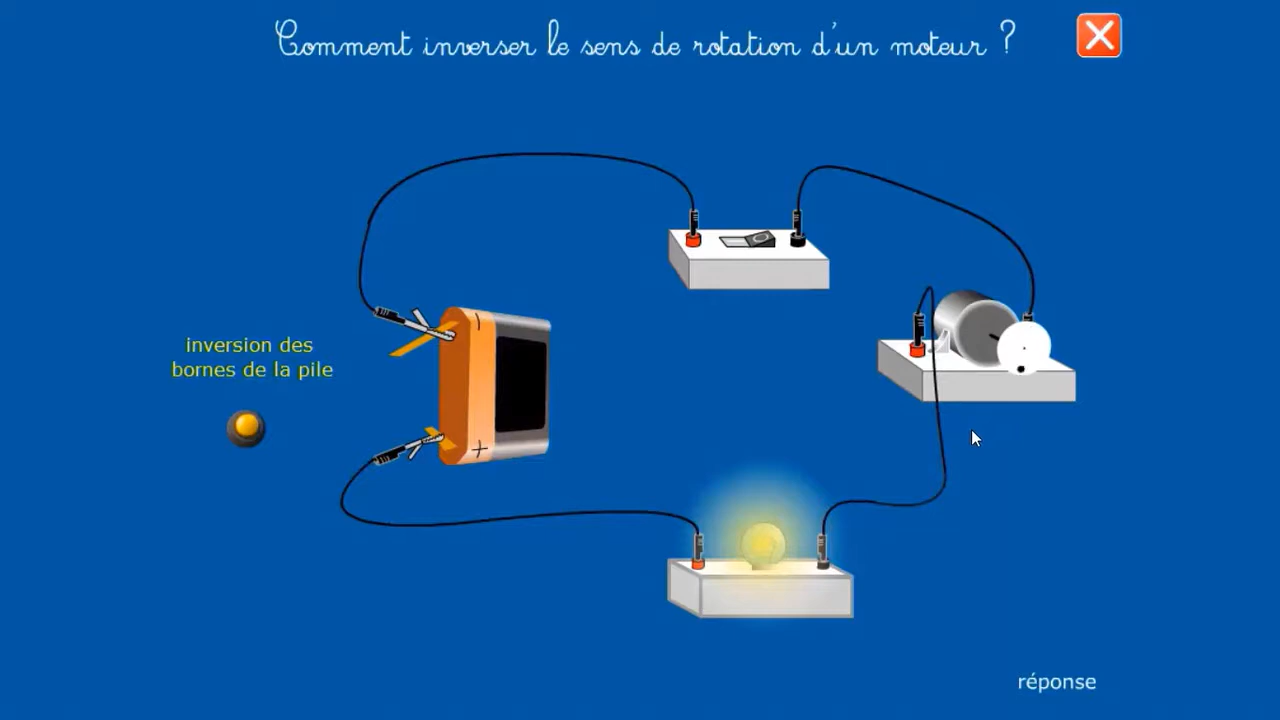 Comment inverser le sens de rotation d'un moteur ?
inversion des
bornes de la pile
-
+
réponse